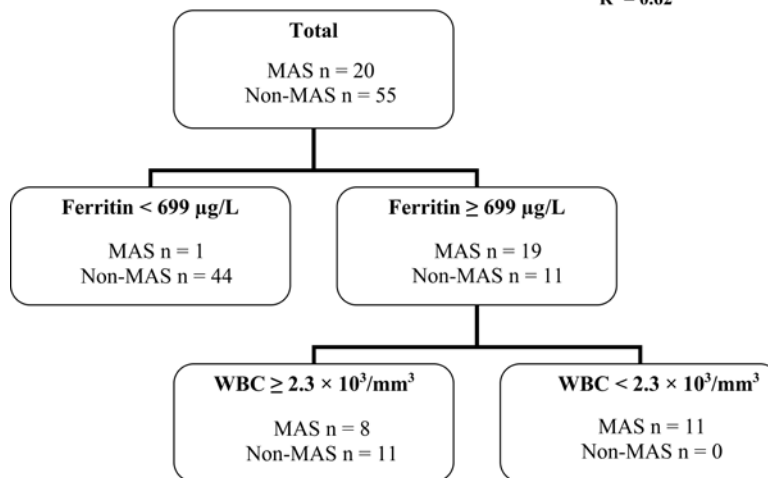 Total
MAS n = 20
Non-MAS n = 55
Ferritin < 699 µg/L
MAS n = 1
Non-MAS n = 44
Ferritin ≥ 699 µg/L
MAS n = 19
Non-MAS n = 11
WBC ≥ 2.3 × 10³/mm³
MAS n = 8
Non-MAS n = 11
WBC < 2.3 × 10³/mm³
MAS n = 11
Non-MAS n = 0